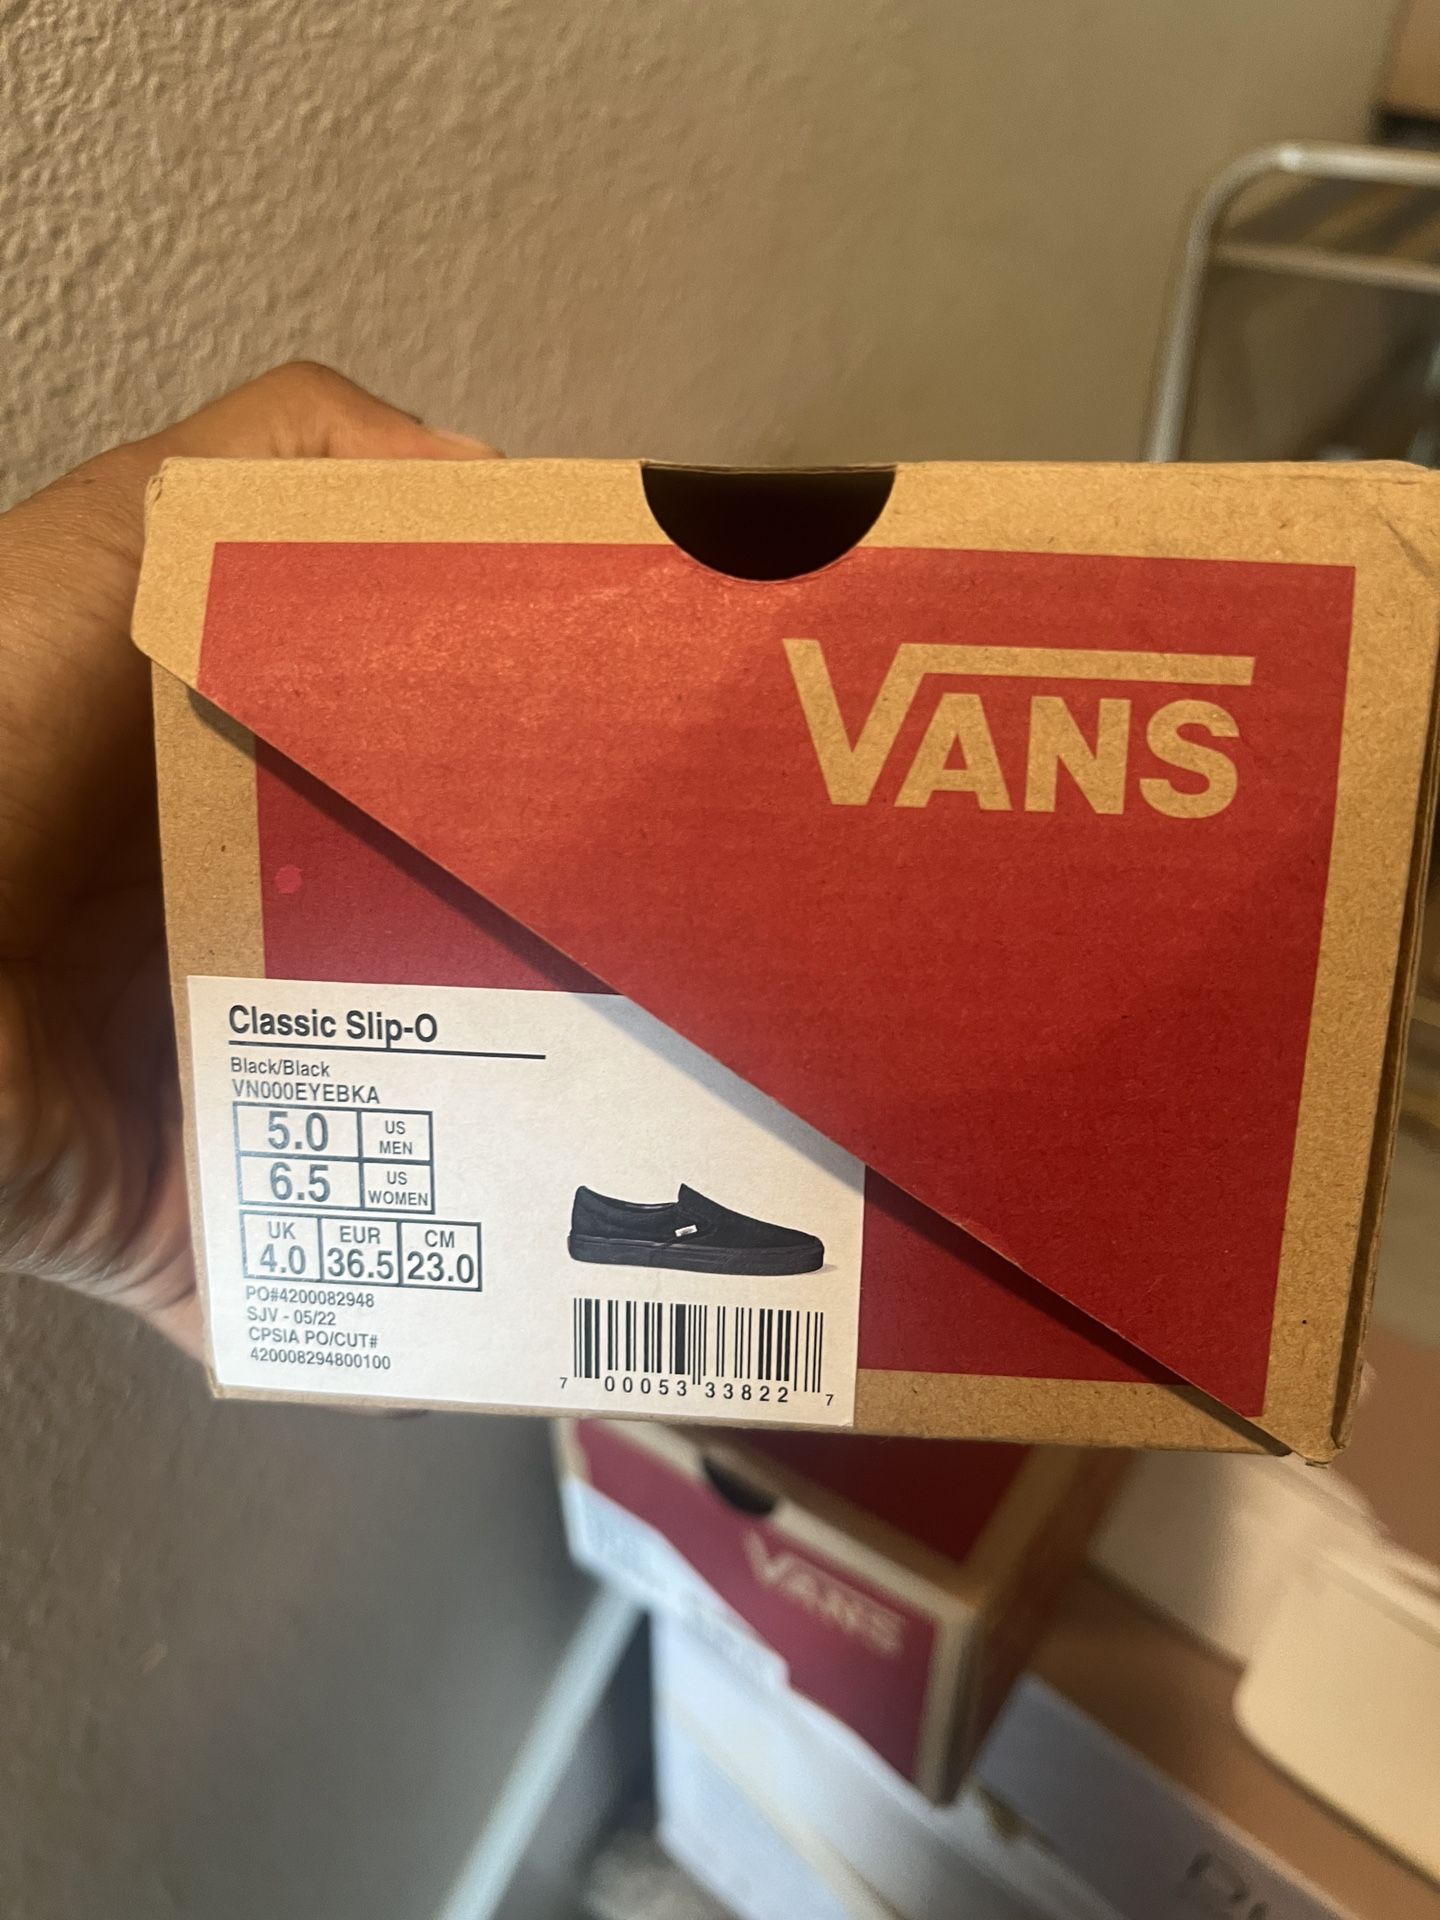 VANS
Classic Slip-O
Black/Black
VN000EYEBKA
5.0 US MEN
6.5 US WOMEN
UK EUR CM
4.0 36.5 23.0
PO#4200082948
SJV - 05/22
CPSIA PO/CUT#
420008294800100
7 00053 33822 7
VANS